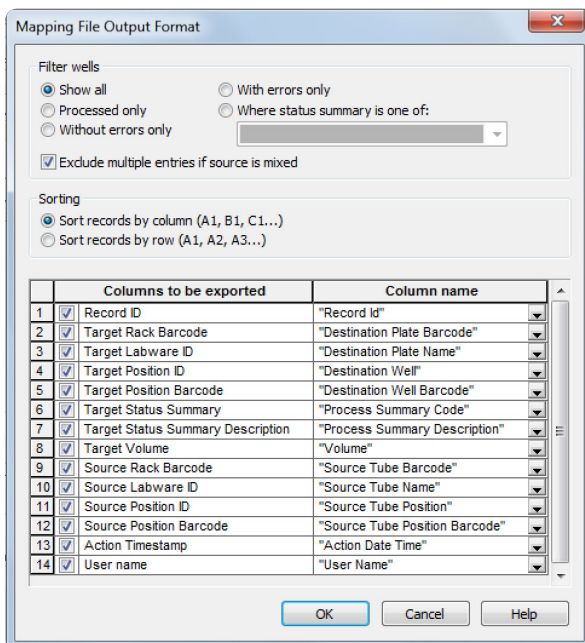 Mapping File Output Format
Filter wells
Show all
With errors only
Processed only
Where status summary is one of:
Without errors only
Exclude multiple entries if source is mixed
Sorting
Sort records by column (A1, B1, C1...)
Sort records by row (A1, A2, A3...)
Columns to be exported Column name
1 Record ID "Record Id"
2 Target Rack Barcode "Destination Plate Barcode"
3 Target Labware ID "Destination Plate Name"
4 Target Position ID "Destination Well"
5 Target Position Barcode "Destination Well Barcode"
6 Target Status Summary "Process Summary Code"
7 Target Status Summary Description "Process Summary Description"
8 Target Volume "Volume"
9 Source Rack Barcode "Source Tube Barcode"
10 Source Labware ID "Source Tube Name"
11 Source Position ID "Source Tube Position"
12 Source Position Barcode "Source Tube Position Barcode"
13 Action Timestamp "Action Date Time"
14 User name "User Name"
OK Cancel Help